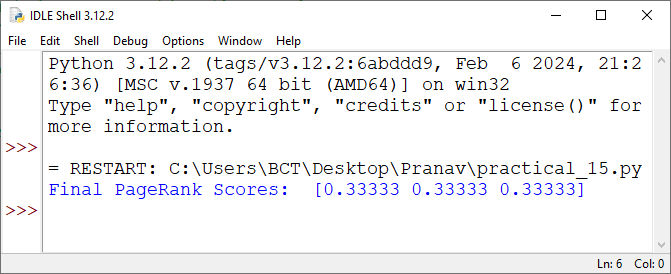 IDLE Shell 3.12.2
File Edit Shell Debug Options Window Help
Python 3.12.2 (tags/v3.12.2:6abddd9, Feb  6 2024, 21:2
6:36) [MSC v.1937 64 bit (AMD64)] on win32
Type "help", "copyright", "credits" or "license()" for
more information.
>>>
= RESTART: C:\Users\BCT\Desktop\Pranav\practical_15.py
Final PageRank Scores:  [0.33333 0.33333 0.33333]
>>>
Ln: 6 Col: 0